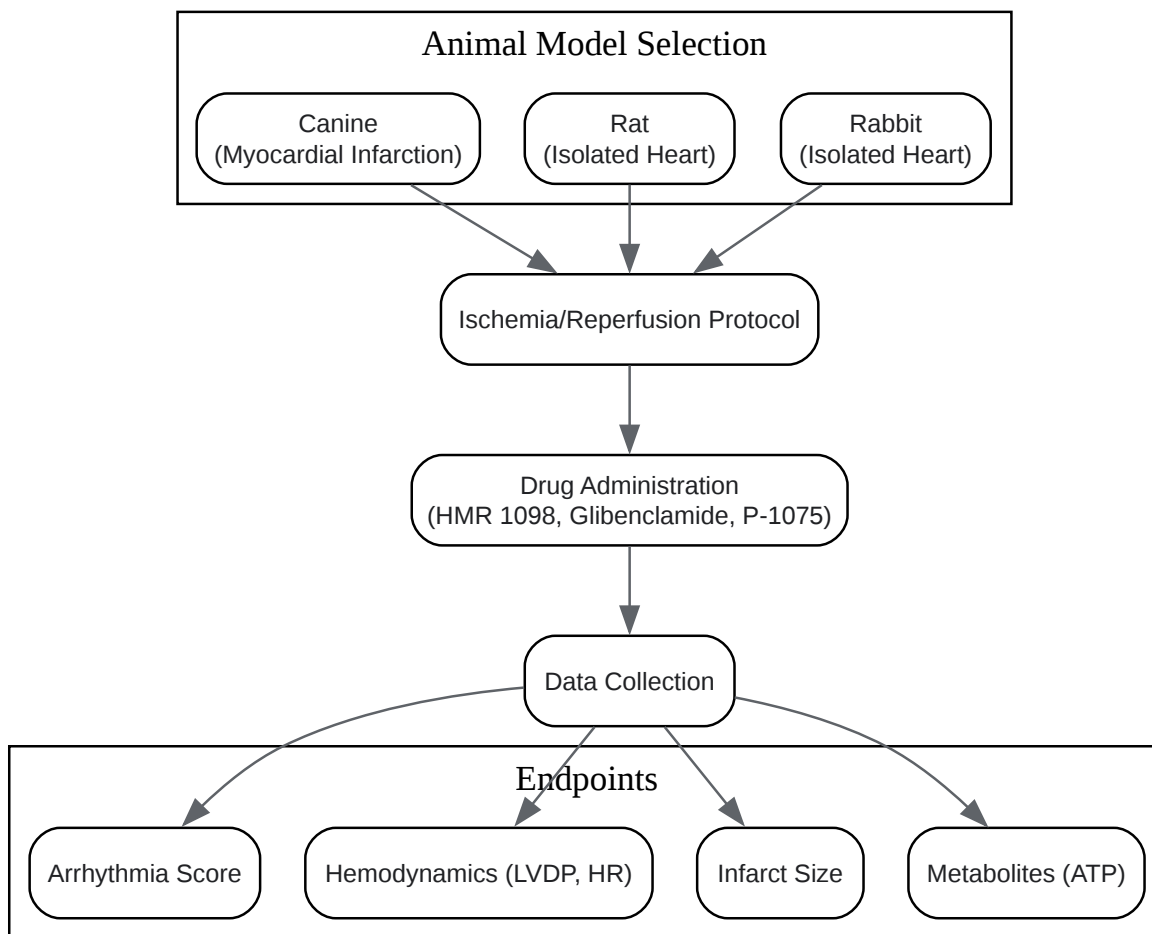 Animal Model Selection
Canine
(Myocardial Infarction)
Rat
(Isolated Heart)
Rabbit
(Isolated Heart)
Ischemia/Reperfusion Protocol
Drug Administration
(HMR 1098, Glibenclamide, P-1075)
Data Collection
Endpoints
Arrhythmia Score
Hemodynamics (LVDP, HR)
Infarct Size
Metabolites (ATP)